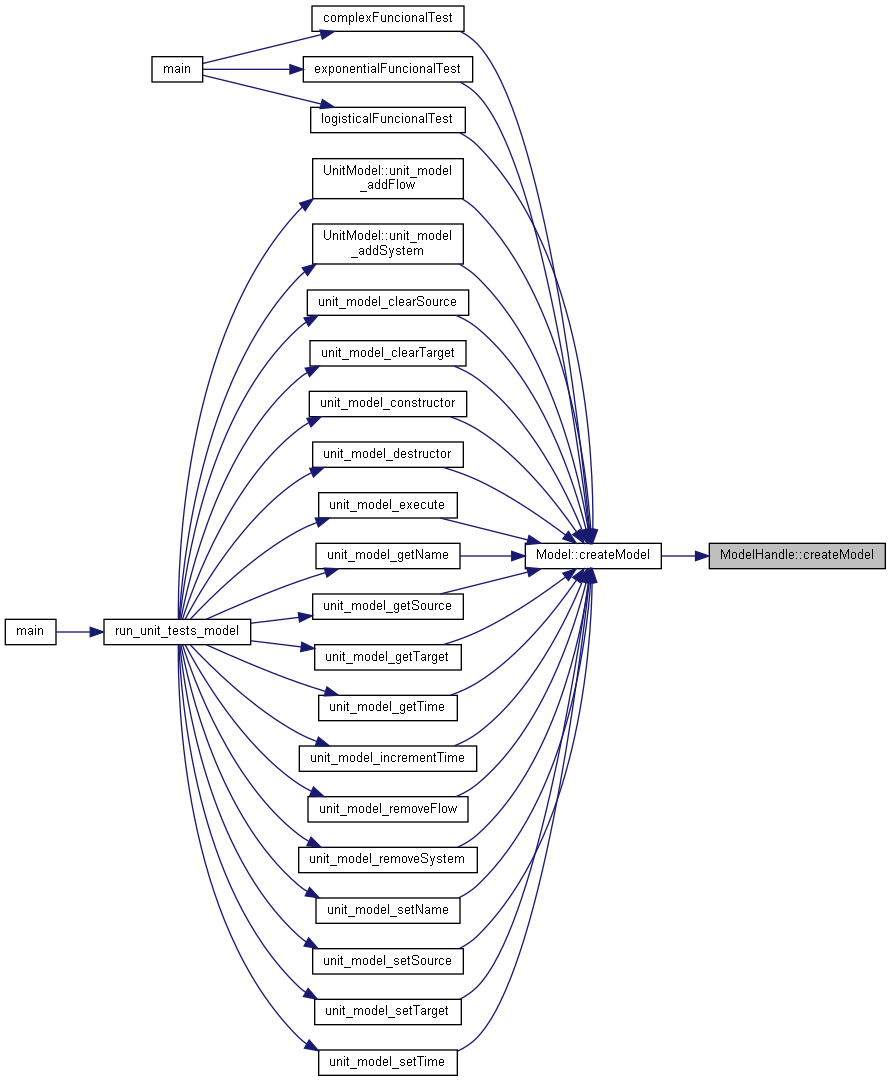 complexFuncionalTest
main
exponentialFuncionalTest
logisticalFuncionalTest
UnitModel::unit_model
_addFlow
UnitModel::unit_model
_addSystem
unit_model_clearSource
unit_model_clearTarget
unit_model_constructor
unit_model_destructor
unit_model_execute
unit_model_getName
Model::createModel
ModelHandle::createModel
unit_model_getSource
main
run_unit_tests_model
unit_model_getTarget
unit_model_getTime
unit_model_incrementTime
unit_model_removeFlow
unit_model_removeSystem
unit_model_setName
unit_model_setSource
unit_model_setTarget
unit_model_setTime